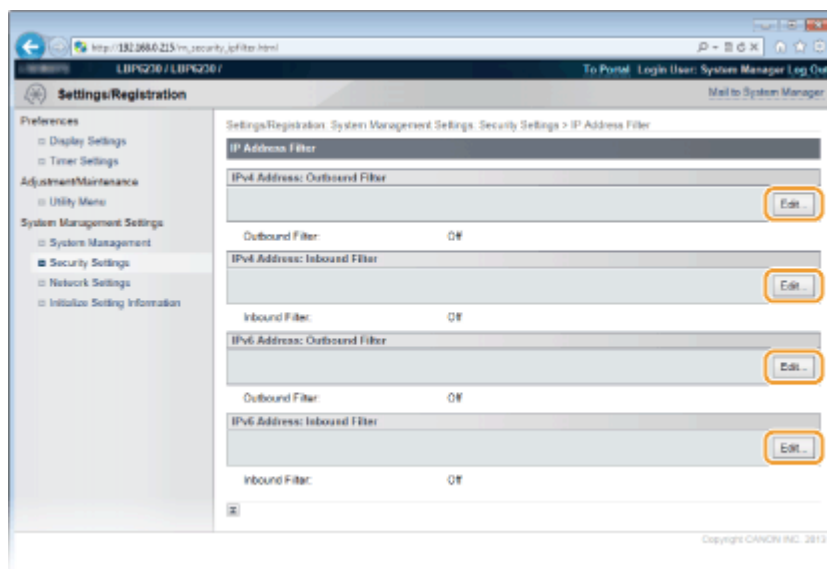 http://192.168.0.215/m_security_ipfilter.html
LBP6230 / LBP6230 /
To Portal Login User: System Manager Log Out
Settings/Registration
Mail to System Manager
Preferences
Display Settings
Timer Settings
Adjustment/Maintenance
Utility Menu
System Management Settings
System Management
Security Settings
Network Settings
Initialize Setting Information
Settings/Registration: System Management Settings: Security Settings > IP Address Filter
IP Address Filter
IPv4 Address: Outbound Filter
Edit...
Outbound Filter: Off
IPv4 Address: Inbound Filter
Edit...
Inbound Filter: Off
IPv6 Address: Outbound Filter
Edit...
Outbound Filter: Off
IPv6 Address: Inbound Filter
Edit...
Inbound Filter: Off
Copyright CANON INC. 2013